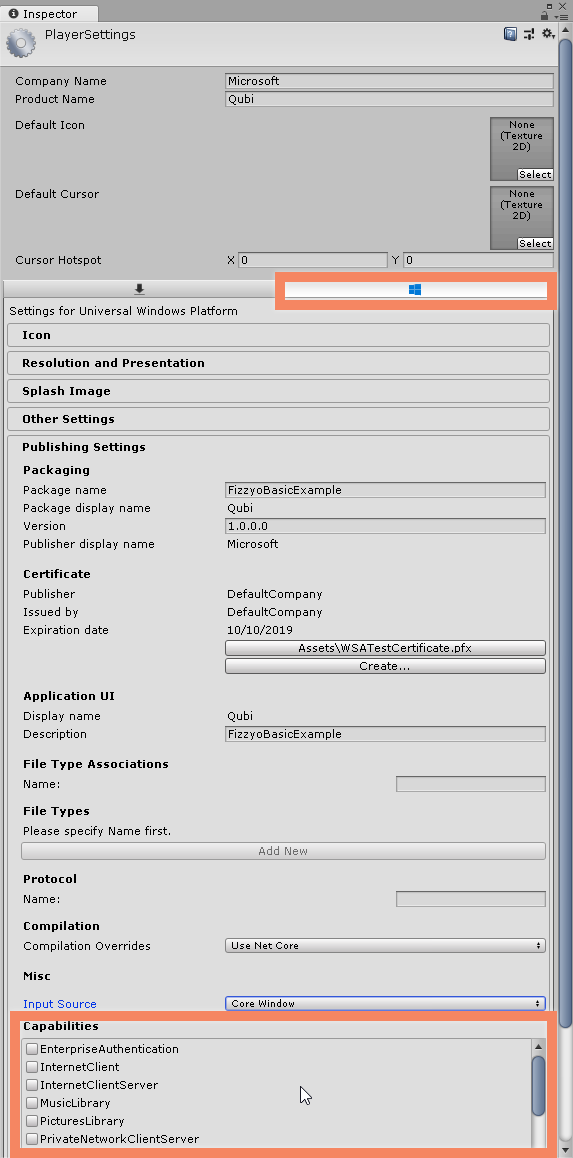 Inspector
PlayerSettings
Company Name Microsoft
Product Name Qubi
Default Icon
None
(Texture
2D)
Select
Default Cursor
None
(Texture
2D)
Select
Cursor Hotspot X 0 Y 0
Settings for Universal Windows Platform
Icon
Resolution and Presentation
Splash Image
Other Settings
Publishing Settings
Packaging
Package name FizzyoBasicExample
Package display name Qubi
Version 1.0.0.0
Publisher display name Microsoft
Certificate
Publisher DefaultCompany
Issued by DefaultCompany
Expiration date 10/10/2019
Assets\WSATestCertificate.pfx
Create...
Application UI
Display name Qubi
Description FizzyoBasicExample
File Type Associations
Name:
File Types
Please specify Name first.
Add New
Protocol
Name:
Compilation
Compilation Overrides Use Net Core
Misc
Input Source Core Window
Capabilities
EnterpriseAuthentication
InternetClient
InternetClientServer
MusicLibrary
PicturesLibrary
PrivateNetworkClientServer